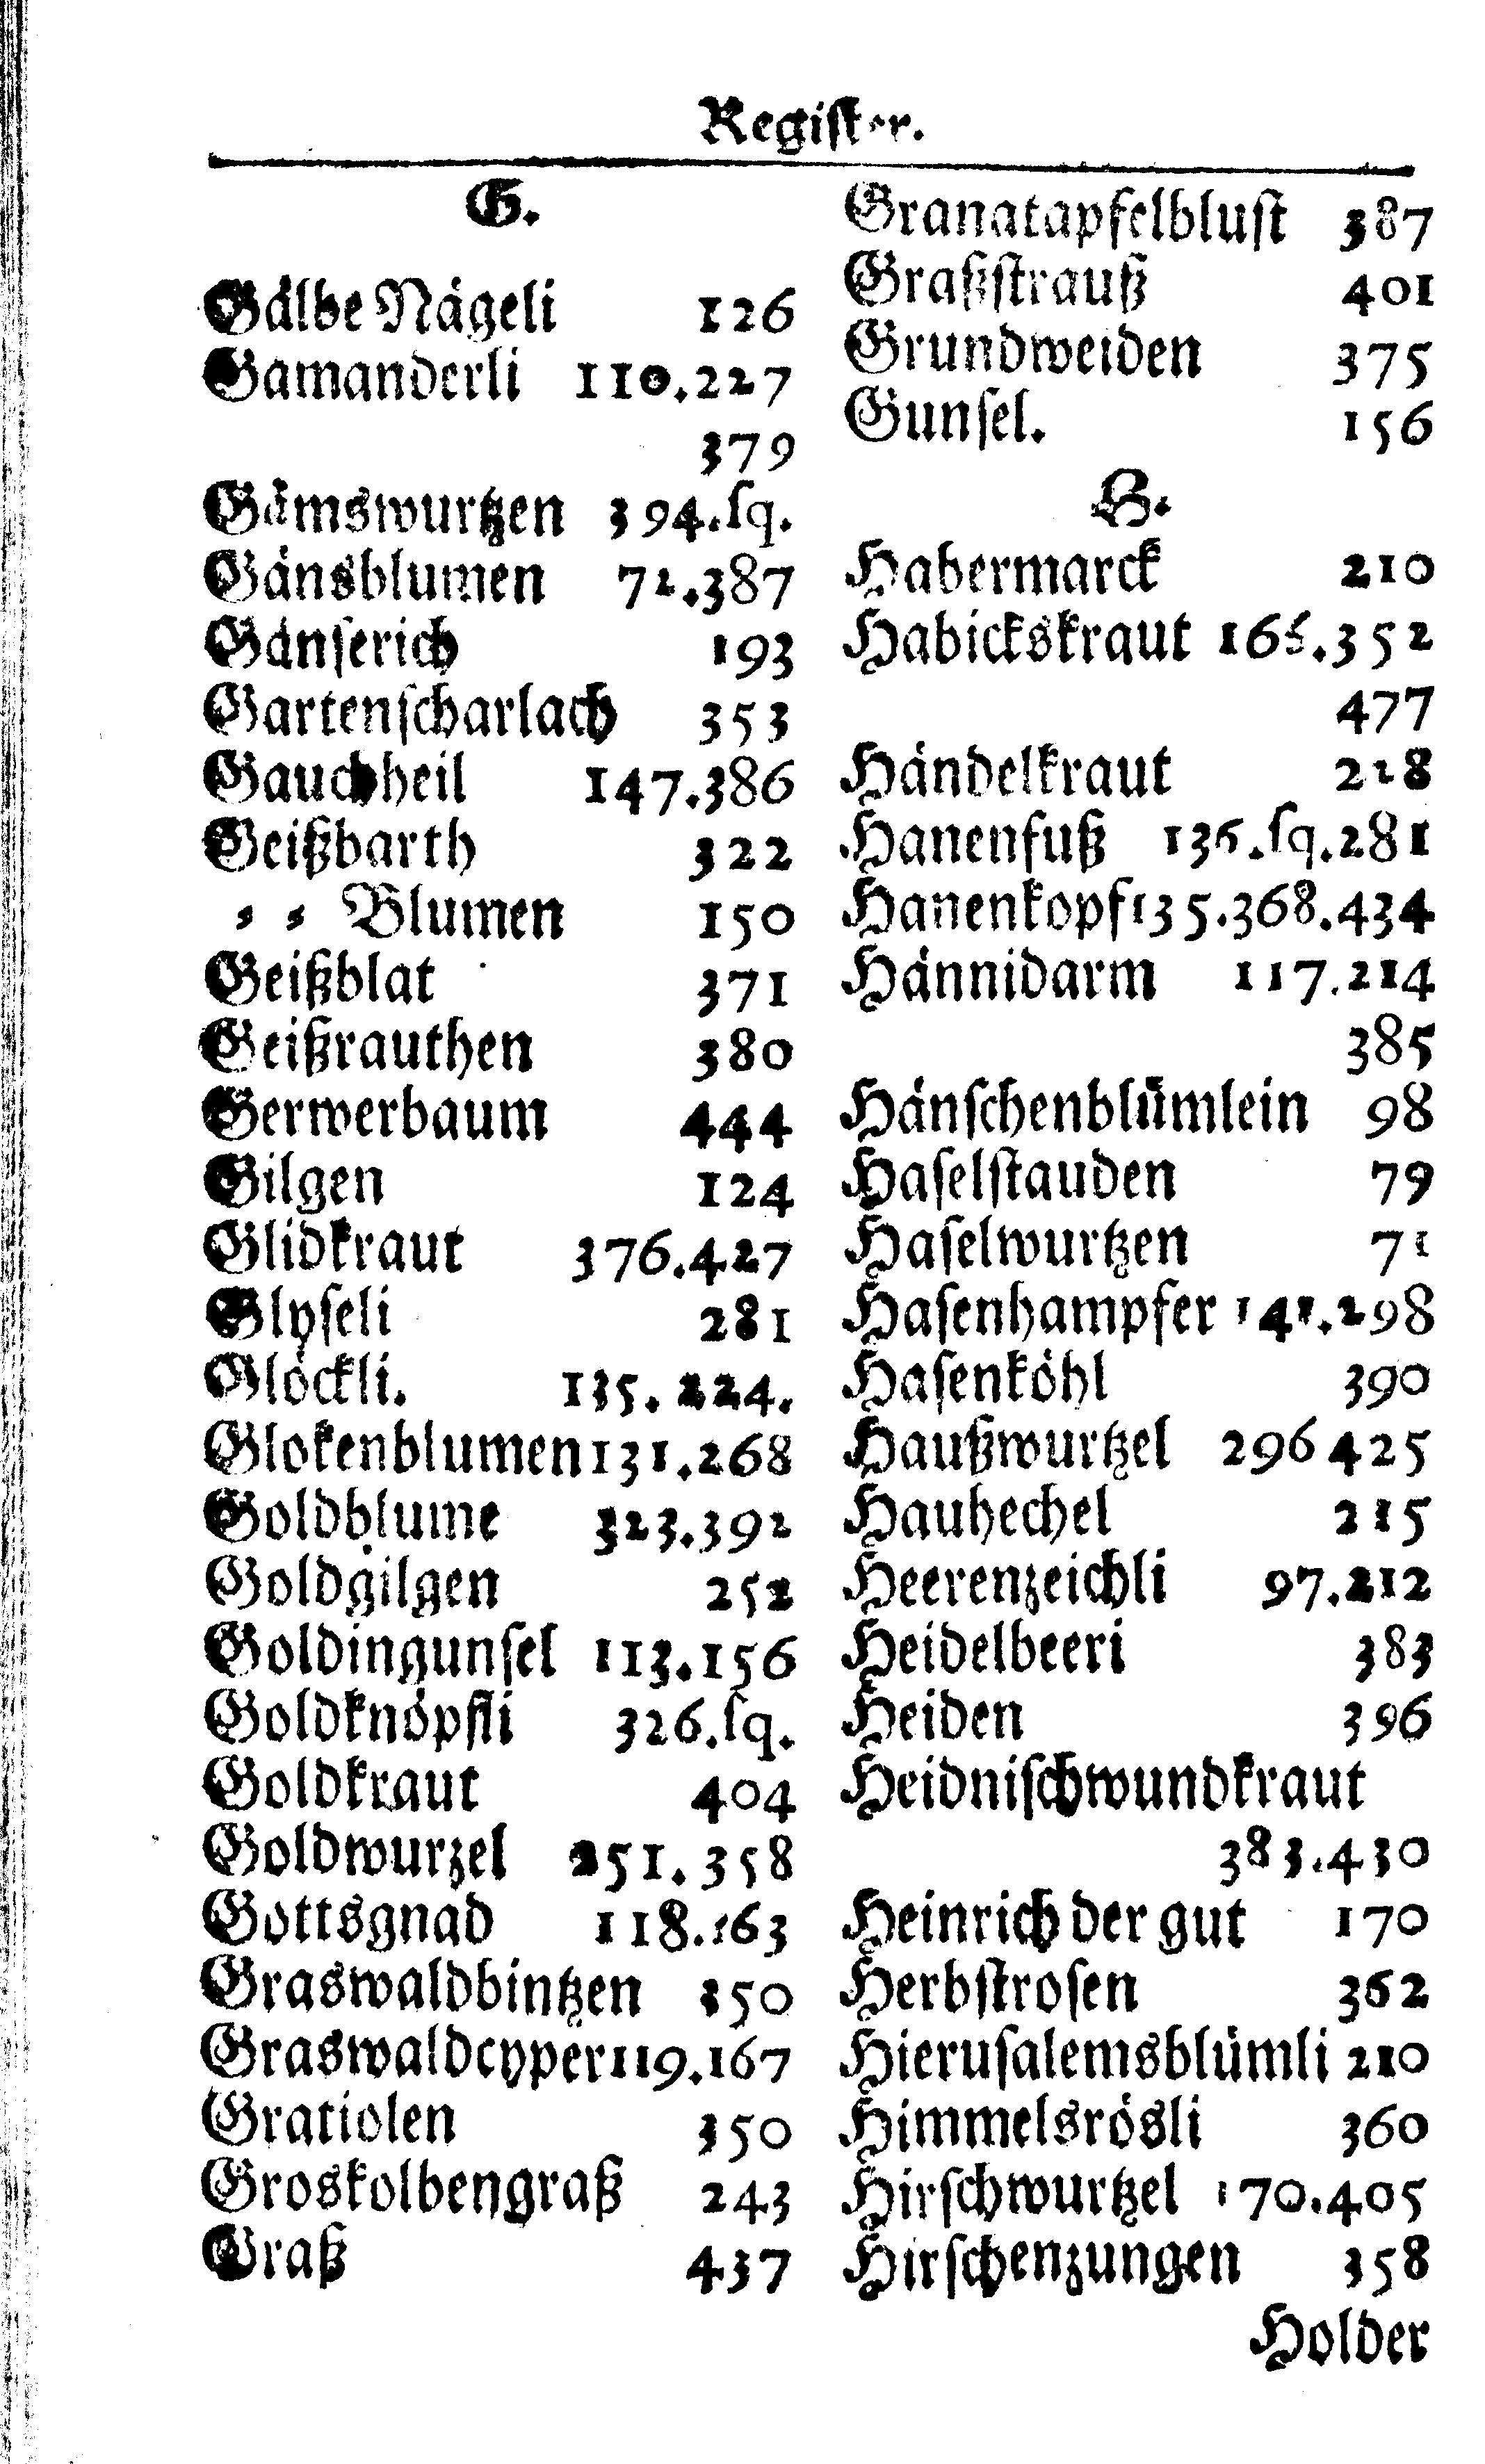 Register.
G.
Gälbe Nägeli 126
Gamanderli 110.227
379
Gämswurtzen 394.sq.
Gänsblumen 72.387
Gänserich 193
Gartenscharlach 353
Gauchheil 147.386
Geißbarth 322
⸗ ⸗ Blumen 150
Geißblat 371
Geißrauthen 380
Gerwerbaum 444
Gilgen 124
Glidkraut 376.427
Glyseli 281
Glöckli. 135. 224.
Glokenblumen 131.268
Goldblume 323.392
Goldgilgen 252
Goldingunsel 113.156
Goldknöpfli 326.sq.
Goldkraut 404
Goldwurzel 251.358
Gottsgnad 118.163
Graswaldbintzen 350
Graswaldcyper 119.167
Gratiolen 350
Groskolbengraß 243
Graß 437
Granatapfelblust 387
Graßstrauß 401
Grundweiden 375
Gunsel. 156
H.
Habermarck 210
Habickskraut 166.352
477
Händelkraut 228
Hanenfuß 136.sq.281
Hanenkopf 135.368.434
Hännidarm 117.214
385
Hänschenblümlein 98
Haselstauden 79
Haselwurtzen 71
Hasenhampfer 141.298
Hasenköhl 390
Haußwurtzel 296 425
Hauhechel 215
Heerenzeichli 97.212
Heidelbeeri 383
Heiden 396
Heidnischwundkraut
383.430
Heinrich der gut 170
Herbstrosen 362
Hierusalemsblümli 210
Himmelsrösli 360
Hirschwurtzel 170.405
Hirschenzungen 358
Holder